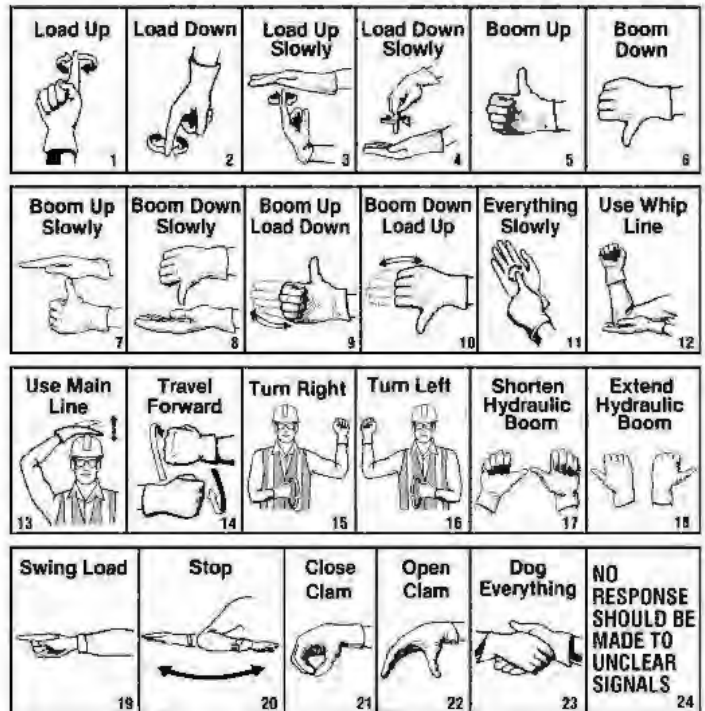 Load Up
1
Load Down
2
Load Up
Slowly
3
Load Down
Slowly
4
Boom Up
5
Boom
Down
6
Boom Up
Slowly
7
Boom Down
Slowly
8
Boom Up
Load Down
9
Boom Down
Load Up
10
Everything
Slowly
11
Use Whip
Line
12
Use Main
Line
13
Travel
Forward
14
Turn Right
15
Turn Left
16
Shorten
Hydraulic
Boom
17
Extend
Hydraulic
Boom
18
Swing Load
19
Stop
20
Close
Clam
21
Open
Clam
22
Dog
Everything
23
NO
RESPONSE
SHOULD BE
MADE TO
UNCLEAR
SIGNALS
24